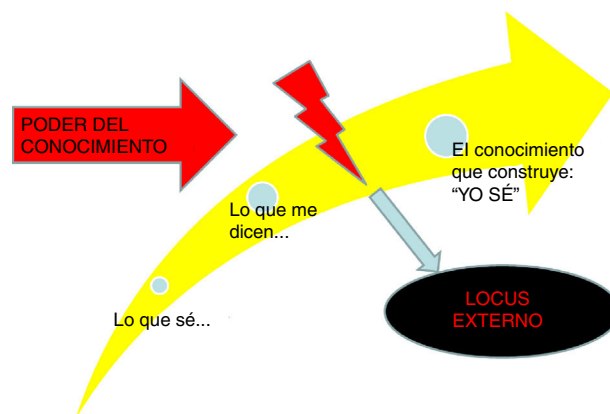 PODER DEL
CONOCIMIENTO
El conocimiento
que construye:
“YO SÉ”
Lo que me
dicen...
Lo que sé...
LOCUS
EXTERNO